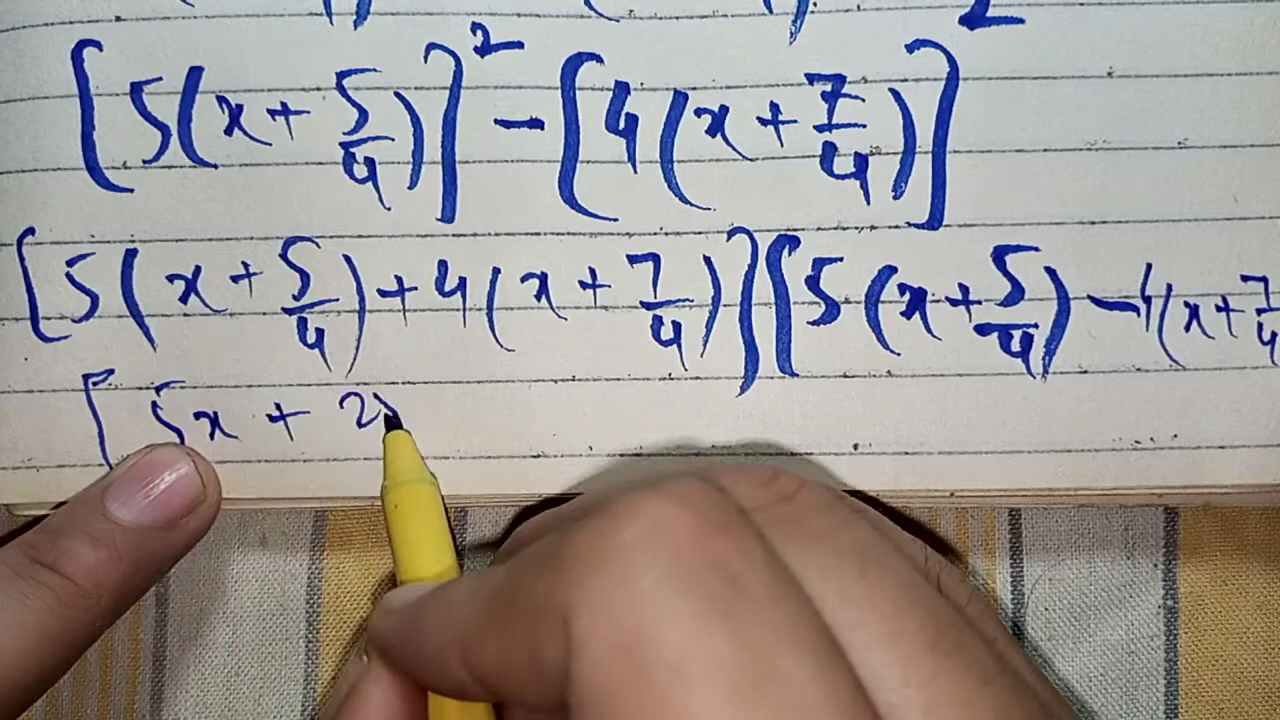 [5(x + 5/4)]² - [4(x + 7/4)]²
[5(x + 5/4) + 4(x + 7/4)][5(x + 5/4) - 4(x + 7/4
[5x + 2